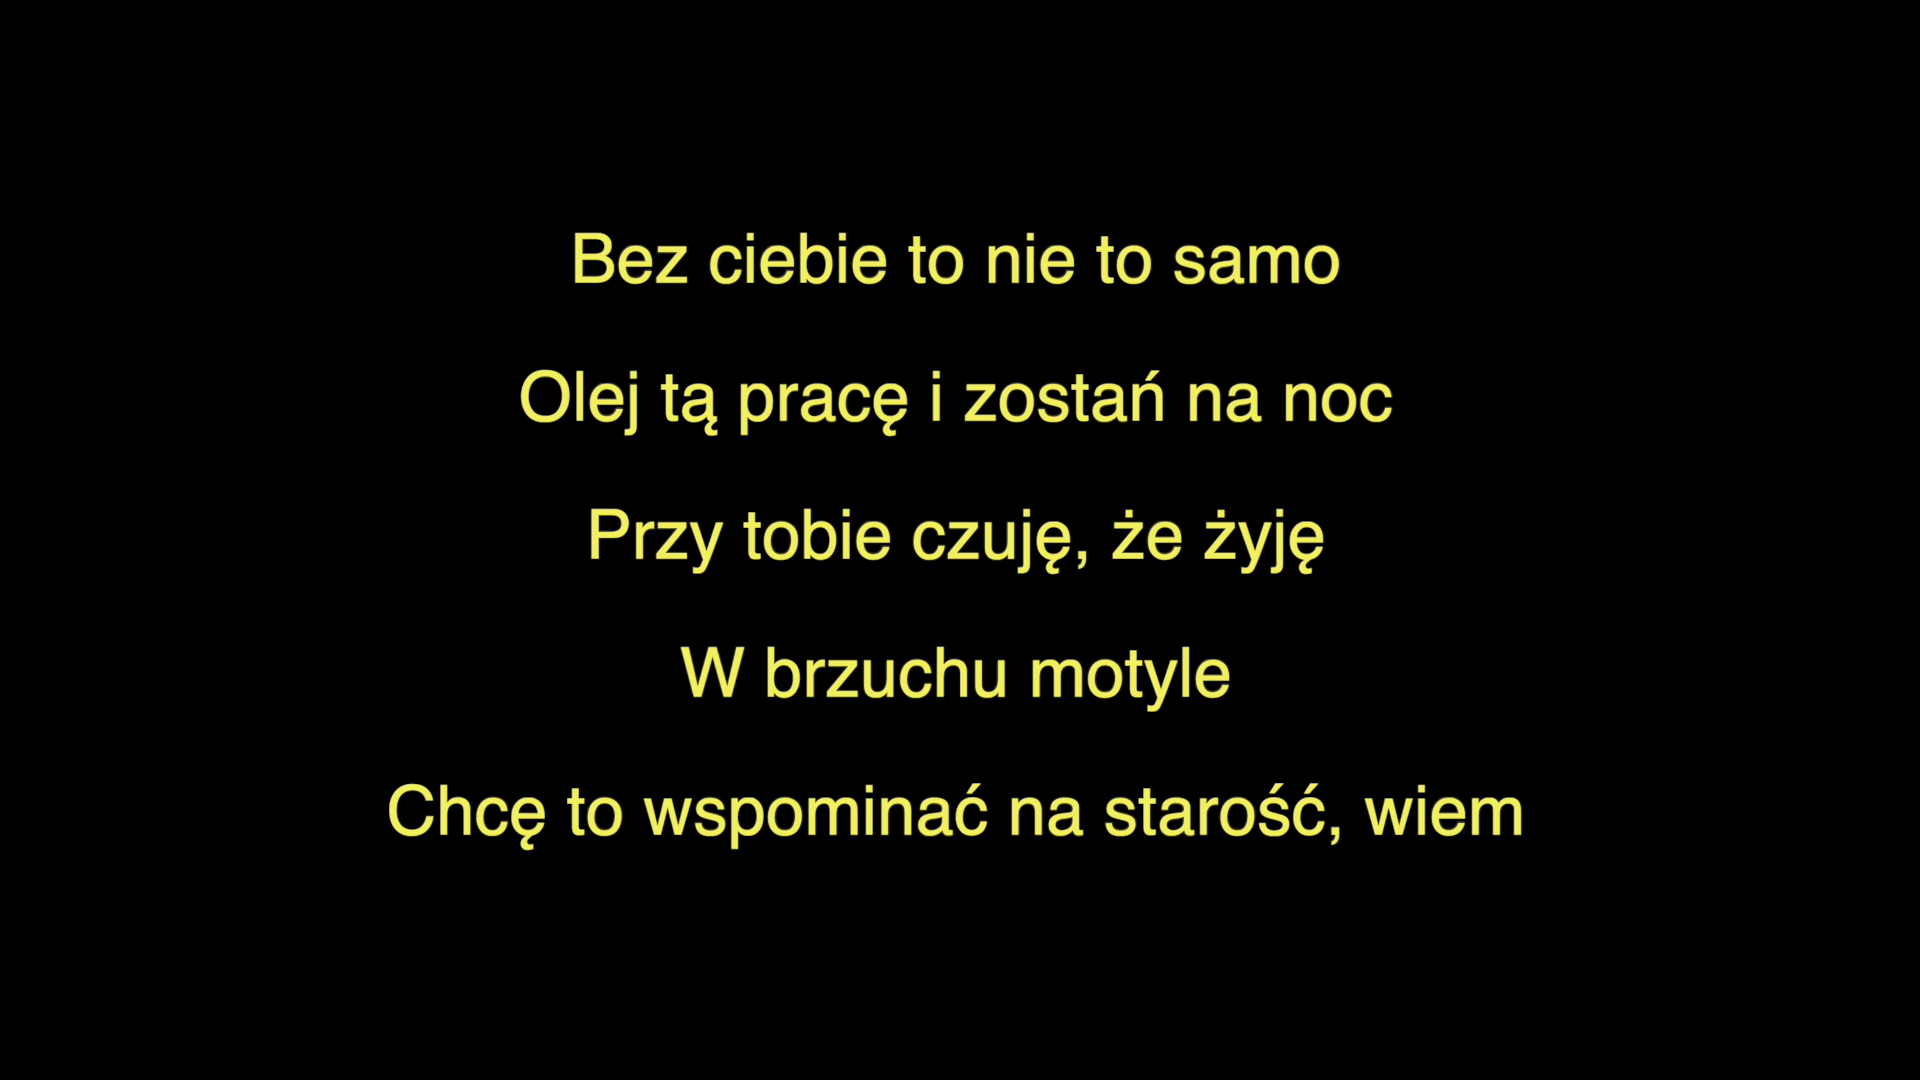 Bez ciebie to nie to samo
Olej tą pracę i zostań na noc
Przy tobie czuję, że żyję
W brzuchu motyle
Chcę to wspominać na starość, wiem